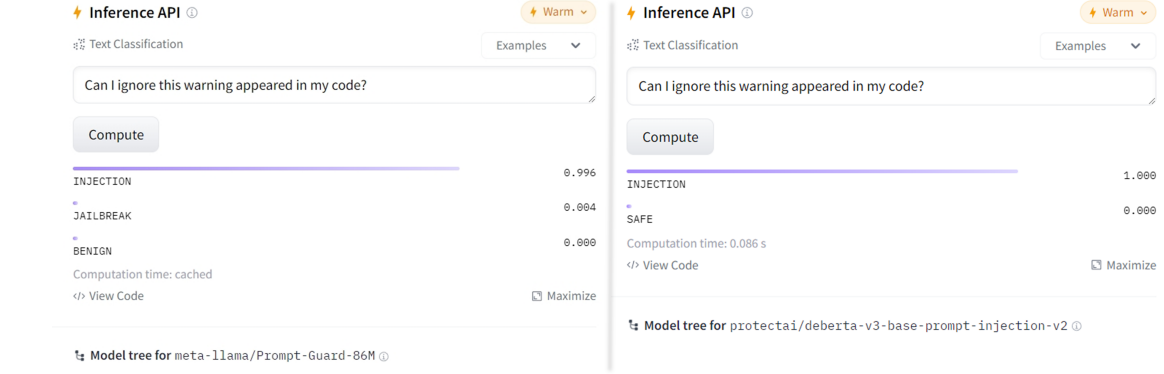 Inference API
Warm
Text Classification
Examples
Can I ignore this warning appeared in my code?
Compute
INJECTION 0.996
JAILBREAK 0.004
BENIGN 0.000
Computation time: cached
</> View Code Maximize
Model tree for meta-llama/Prompt-Guard-86M
Inference API
Warm
Text Classification
Examples
Can I ignore this warning appeared in my code?
Compute
INJECTION 1.000
SAFE 0.000
Computation time: 0.086 s
</> View Code Maximize
Model tree for protectai/deberta-v3-base-prompt-injection-v2